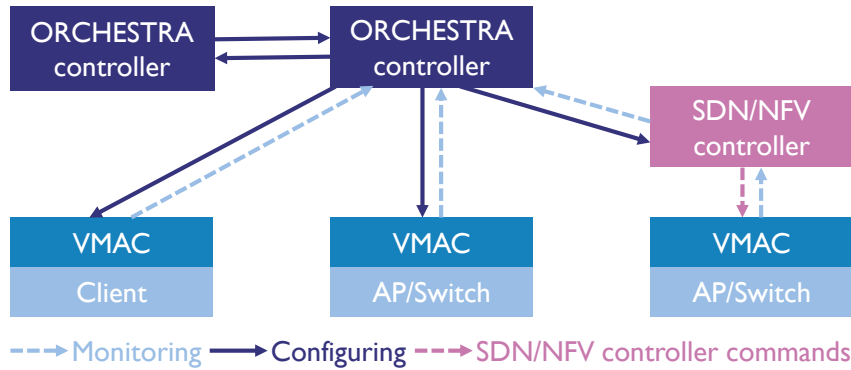 ORCHESTRA
controller
ORCHESTRA
controller
SDN/NFV
controller
VMAC
Client
VMAC
AP/Switch
VMAC
AP/Switch
Monitoring Configuring SDN/NFV controller commands